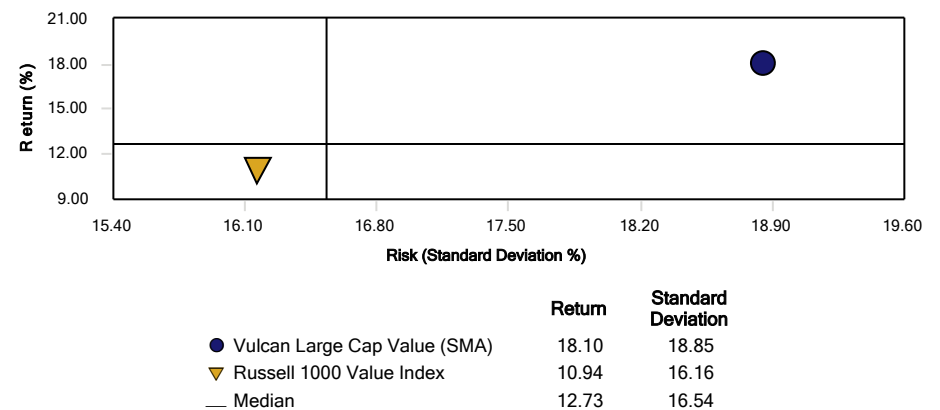 21.00
18.00
15.00
12.00
9.00
Return (%)
15.40 16.10 16.80 17.50 18.20 18.90 19.60
Risk (Standard Deviation %)
Return Standard Deviation
Vulcan Large Cap Value (SMA) 18.10 18.85
Russell 1000 Value Index 10.94 16.16
Median 12.73 16.54